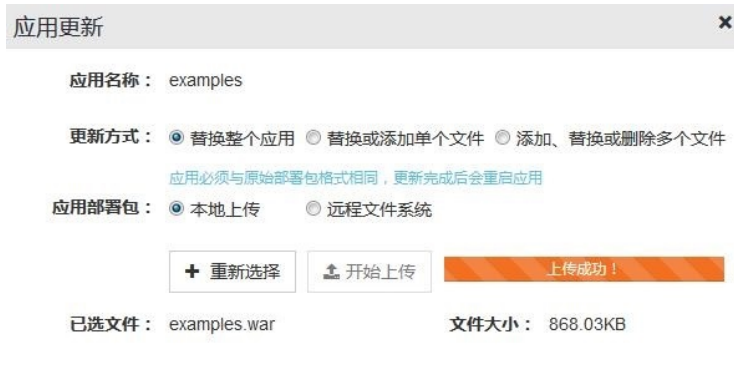 应用更新 ×
应用名称： examples
更新方式： 替换整个应用 替换或添加单个文件 添加、替换或删除多个文件
应用必须与原始部署包格式相同，更新完成后会重启应用
应用部署包： 本地上传 远程文件系统
+ 重新选择 开始上传 上传成功！
已选文件： examples.war 文件大小： 868.03KB